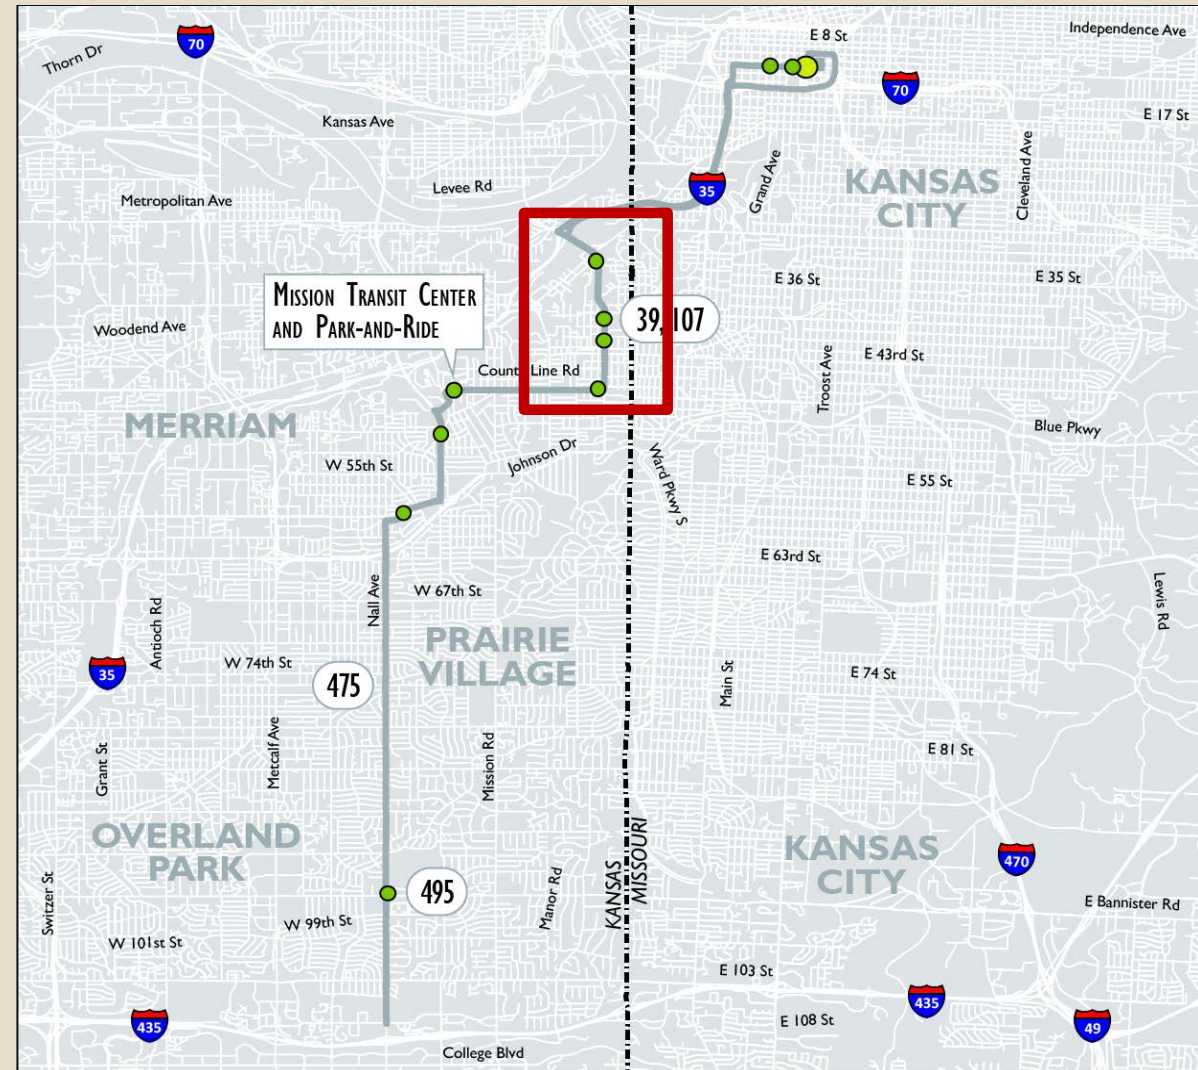 E 8 St
Independence Ave
70
Thorn Dr
70
E 17 St
Kansas Ave
Cleveland Ave
Grand Ave
35
KANSAS
CITY
Levee Rd
Metropolitan Ave
E 36 St
E 35 St
MISSION TRANSIT CENTER
AND PARK-AND-RIDE
39, 107
Woodend Ave
Troost Ave
E 43rd St
Count Line Rd
MERRIAM
Blue Pkwy
Johnson Dr
W 55th St
Ward Pkwy S
E 55 St
E 63rd St
Nall Ave
W 67th St
Lewis Rd
Antioch Rd
PRAIRIE
VILLAGE
35
W 74th St
475
Main St
E 74 St
Grant St
Metcalf Ave
Mission Rd
E 81 St
OVERLAND
PARK
KANSAS
MISSOURI
KANSAS
CITY
470
Switzer St
495
Manor Rd
E Bannister Rd
W 99th St
W 101st St
E 103 St
435
435
E 108 St
49
College Blvd